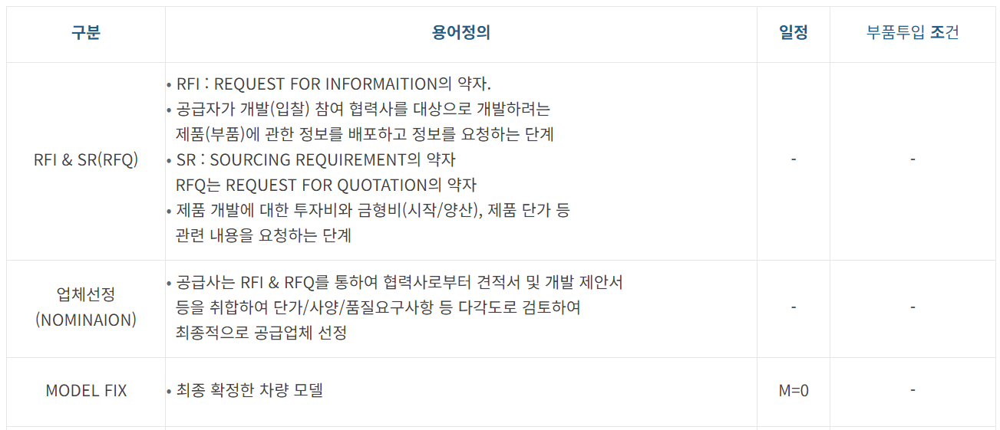 구분 용어정의 일정 부품투입 조건
• RFI : REQUEST FOR INFORMAITION의 약자.
• 공급자가 개발(입찰) 참여 협력사를 대상으로 개발하려는
제품(부품)에 관한 정보를 배포하고 정보를 요청하는 단계
RFI & SR(RFQ) • SR : SOURCING REQUIREMENT의 약자 - -
RFQ는 REQUEST FOR QUOTATION의 약자
• 제품 개발에 대한 투자비와 금형비(시작/양산), 제품 단가 등
관련 내용을 요청하는 단계
업체선정
(NOMINAION)
• 공급사는 RFI & RFQ를 통하여 협력사로부터 견적서 및 개발 제안서
등을 취합하여 단가/사양/품질요구사항 등 다각도로 검토하여
최종적으로 공급업체 선정
- -
MODEL FIX • 최종 확정한 차량 모델 M=0 -